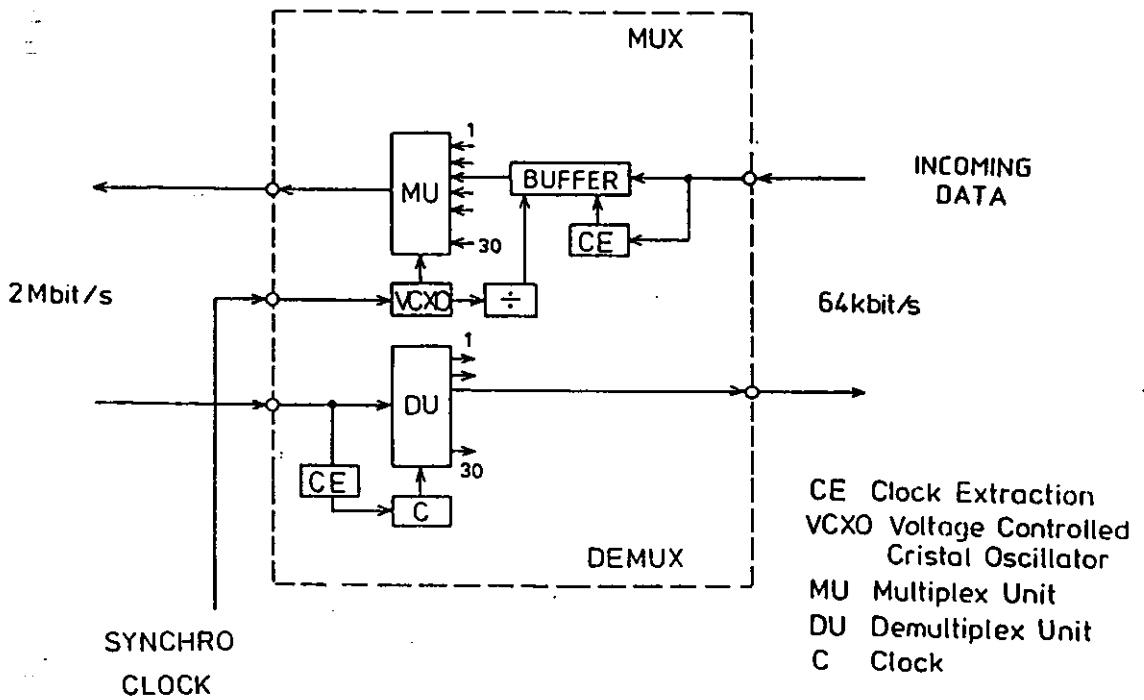 MUX
1
MU
BUFFER
INCOMING
DATA
CE
30
2Mbit/s
VCXO
÷
64kbit/s
1
DU
30
CE
C
DEMUX
CE Clock Extraction
VCXO Voltage Controlled
Cristal Oscillator
MU Multiplex Unit
DU Demultiplex Unit
C Clock
SYNCHRO
CLOCK